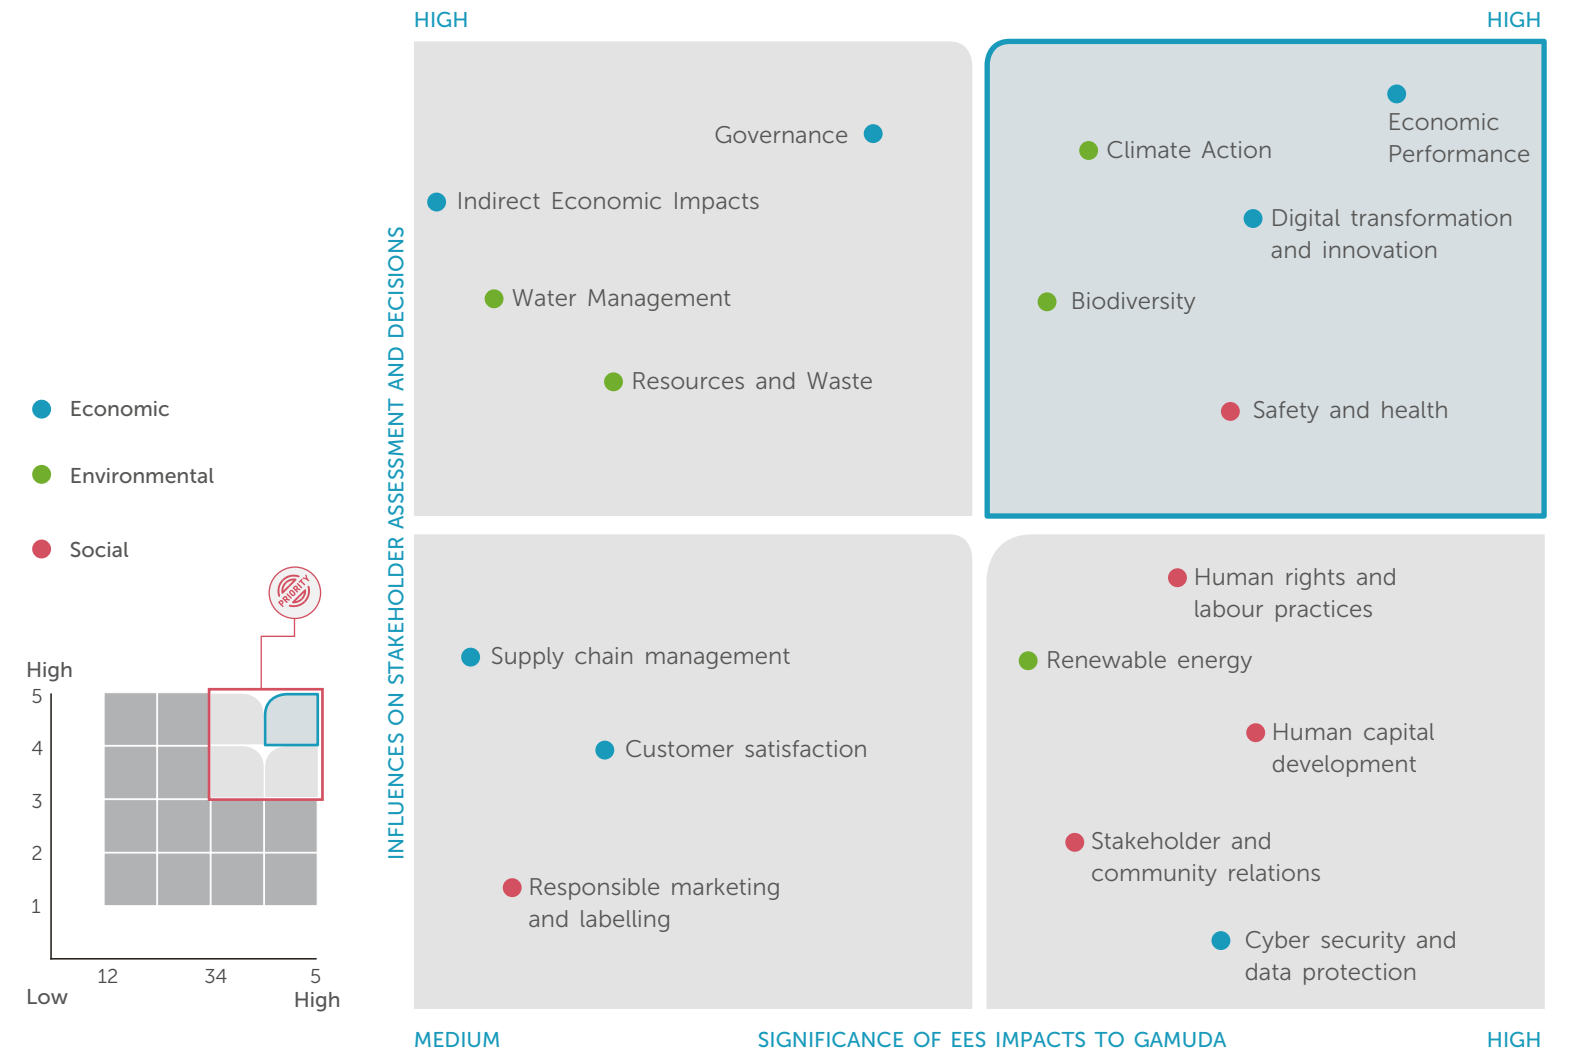 HIGH
HIGH
Governance
Economic
Performance
Climate Action
Indirect Economic Impacts
Digital transformation
and innovation
Water Management
Biodiversity
Resources and Waste
Safety and health
INFLUENCES ON STAKEHOLDER ASSESSMENT AND DECISIONS
Economic
Environmental
Social
PRIORITY
High
5
4
3
2
1
12
34
5
Low
High
Human rights and
labour practices
Supply chain management
Renewable energy
Customer satisfaction
Human capital
development
Stakeholder and
community relations
Responsible marketing
and labelling
Cyber security and
data protection
MEDIUM
SIGNIFICANCE OF EES IMPACTS TO GAMUDA
HIGH